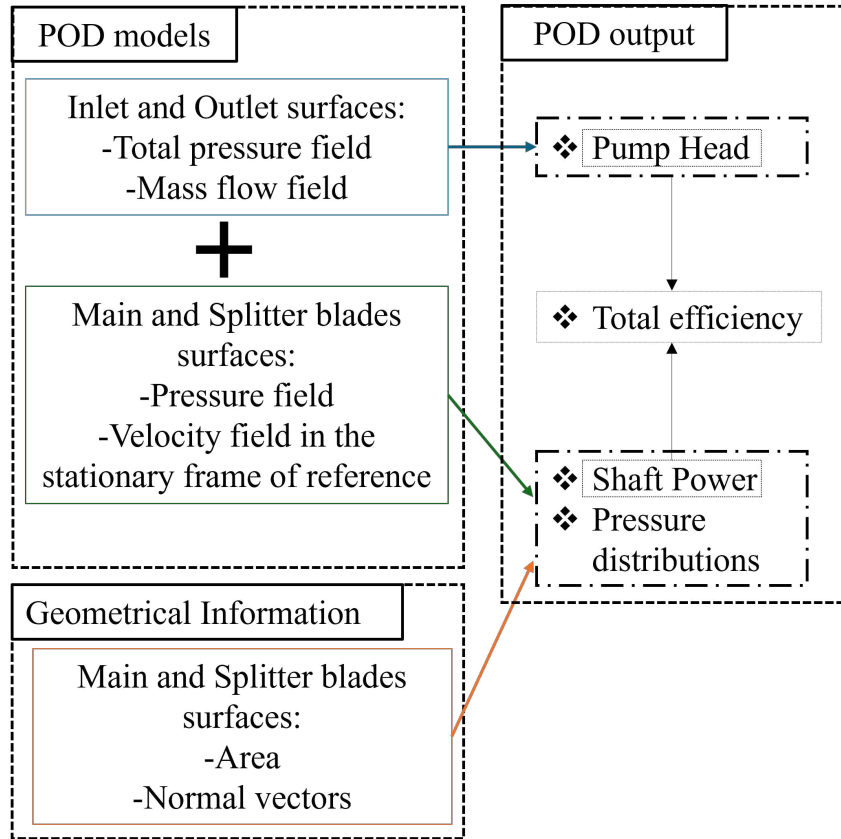 POD models
Inlet and Outlet surfaces:
-Total pressure field
-Mass flow field
+
Main and Splitter blades
surfaces:
-Pressure field
-Velocity field in the
stationary frame of reference
Geometrical Information
Main and Splitter blades
surfaces:
-Area
-Normal vectors
POD output
❖ Pump Head
❖ Total efficiency
❖ Shaft Power
❖ Pressure
distributions